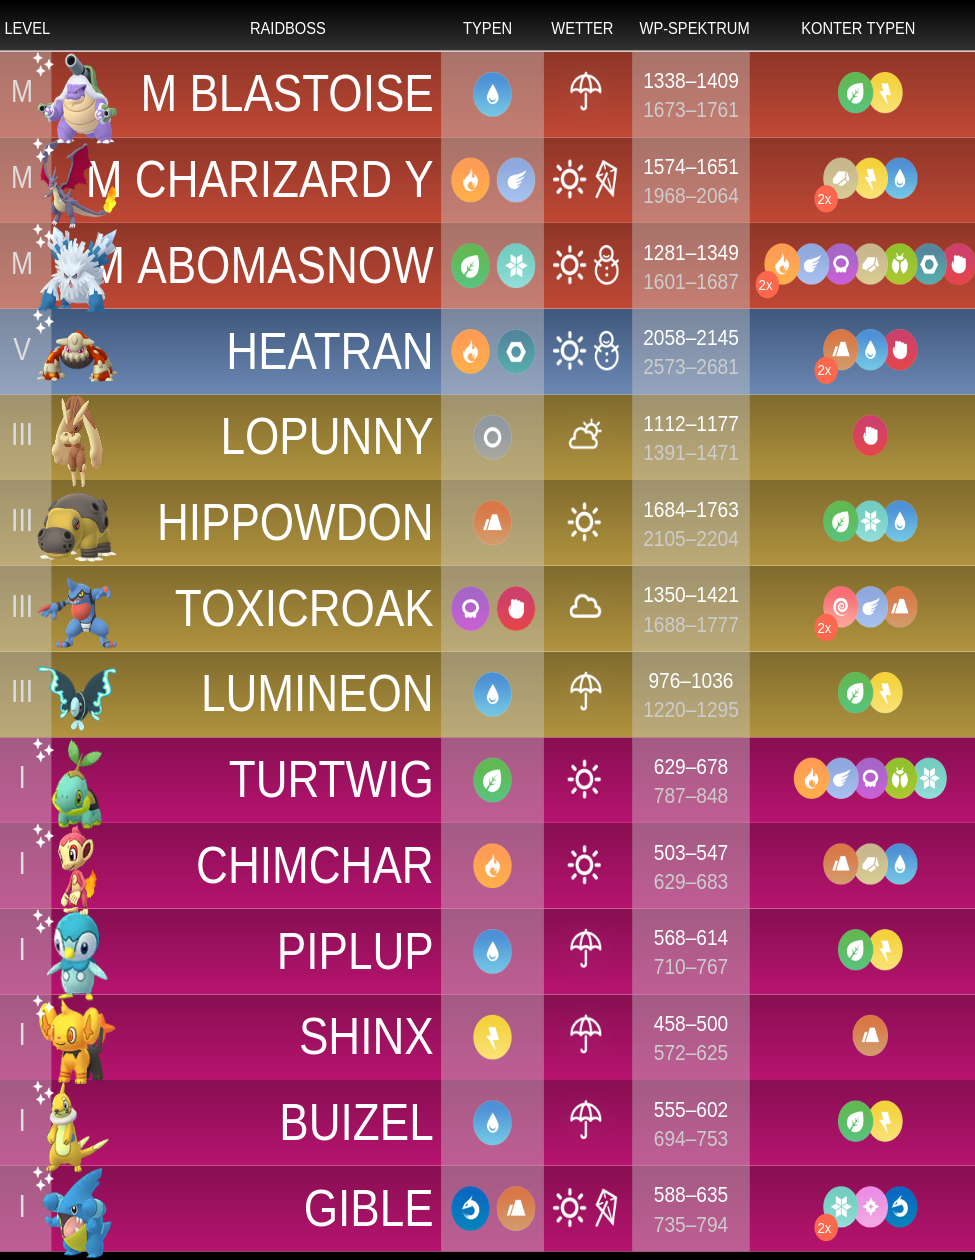 LEVEL RAIDBOSS TYPEN WETTER WP-SPEKTRUM KONTER TYPEN
M M BLASTOISE 1338–1409
1673–1761
M M CHARIZARD Y 1574–1651
1968–2064 2x
M M ABOMASNOW 1281–1349
1601–1687 2x
V HEATRAN 2058–2145
2573–2681 2x
III LOPUNNY 1112–1177
1391–1471
III HIPPOWDON 1684–1763
2105–2204
III TOXICROAK 1350–1421
1688–1777 2x
III LUMINEON 976–1036
1220–1295
I TURTWIG 629–678
787–848
I CHIMCHAR 503–547
629–683
I PIPLUP 568–614
710–767
I SHINX 458–500
572–625
I BUIZEL 555–602
694–753
I GIBLE 588–635
735–794 2x